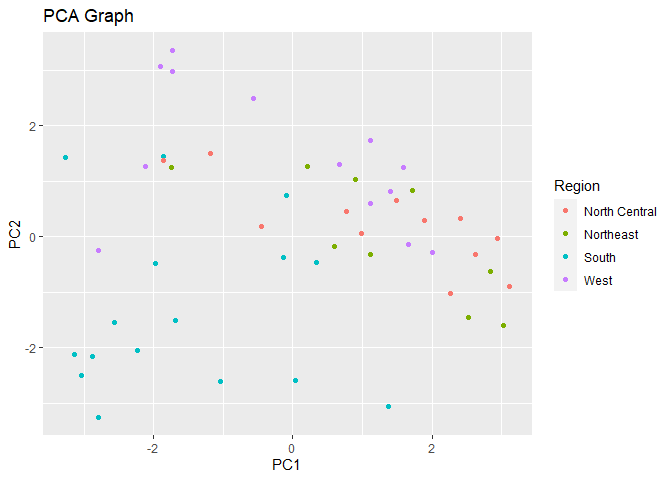 PCA Graph
PC2
2
0
-2
-2
0
2
PC1
Region
North Central
Northeast
South
West